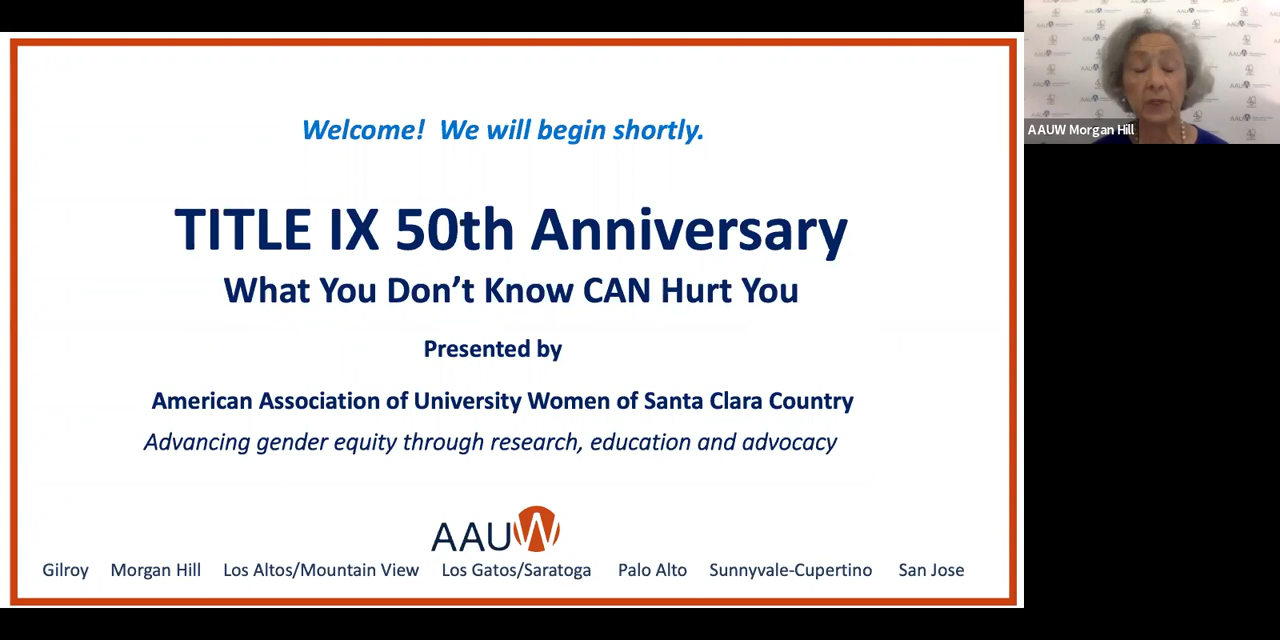 Welcome! We will begin shortly.
TITLE IX 50th Anniversary
What You Don't Know CAN Hurt You
Presented by
American Association of University Women of Santa Clara Country
Advancing gender equity through research, education and advocacy
AAUW
Gilroy Morgan Hill Los Altos/Mountain View Los Gatos/Saratoga Palo Alto Sunnyvale-Cupertino San Jose
AAUW Morgan Hill